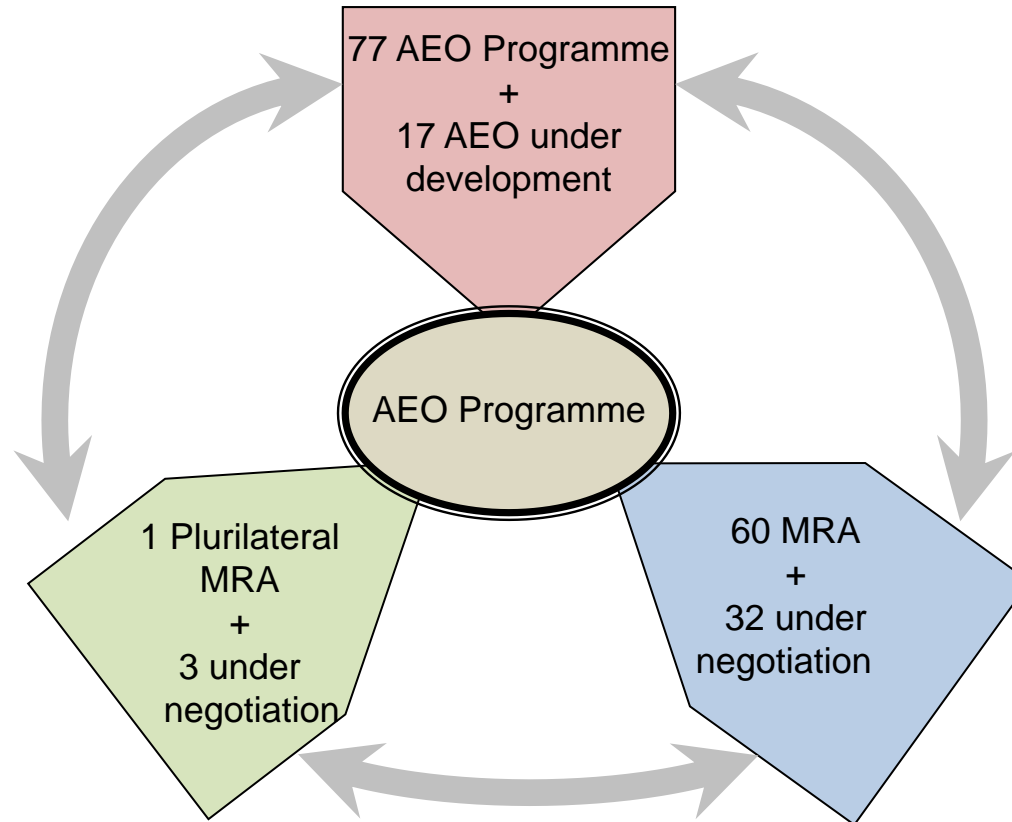 77 AEO Programme
+
17 AEO under
development
AEO Programme
1 Plurilateral
MRA
+
3 under
negotiation
60 MRA
+
32 under
negotiation